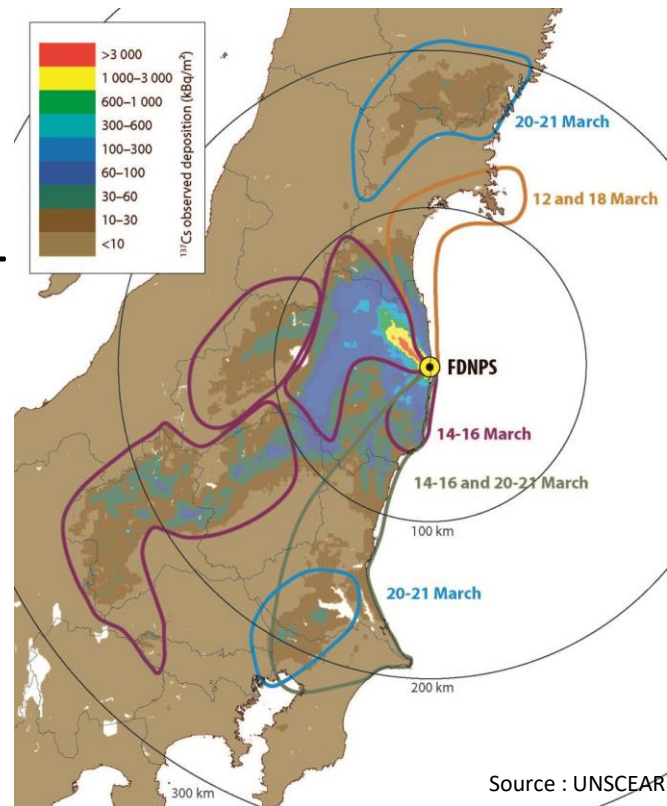 >3 000
1 000–3 000
600–1 000
300–600
100–300
60–100
30–60
10–30
<10
¹³⁷Cs observed deposition (kBq/m²)
20-21 March
12 and 18 March
FDNPS
14-16 March
14-16 and 20-21 March
100 km
20-21 March
200 km
300 km
Source : UNSCEAR